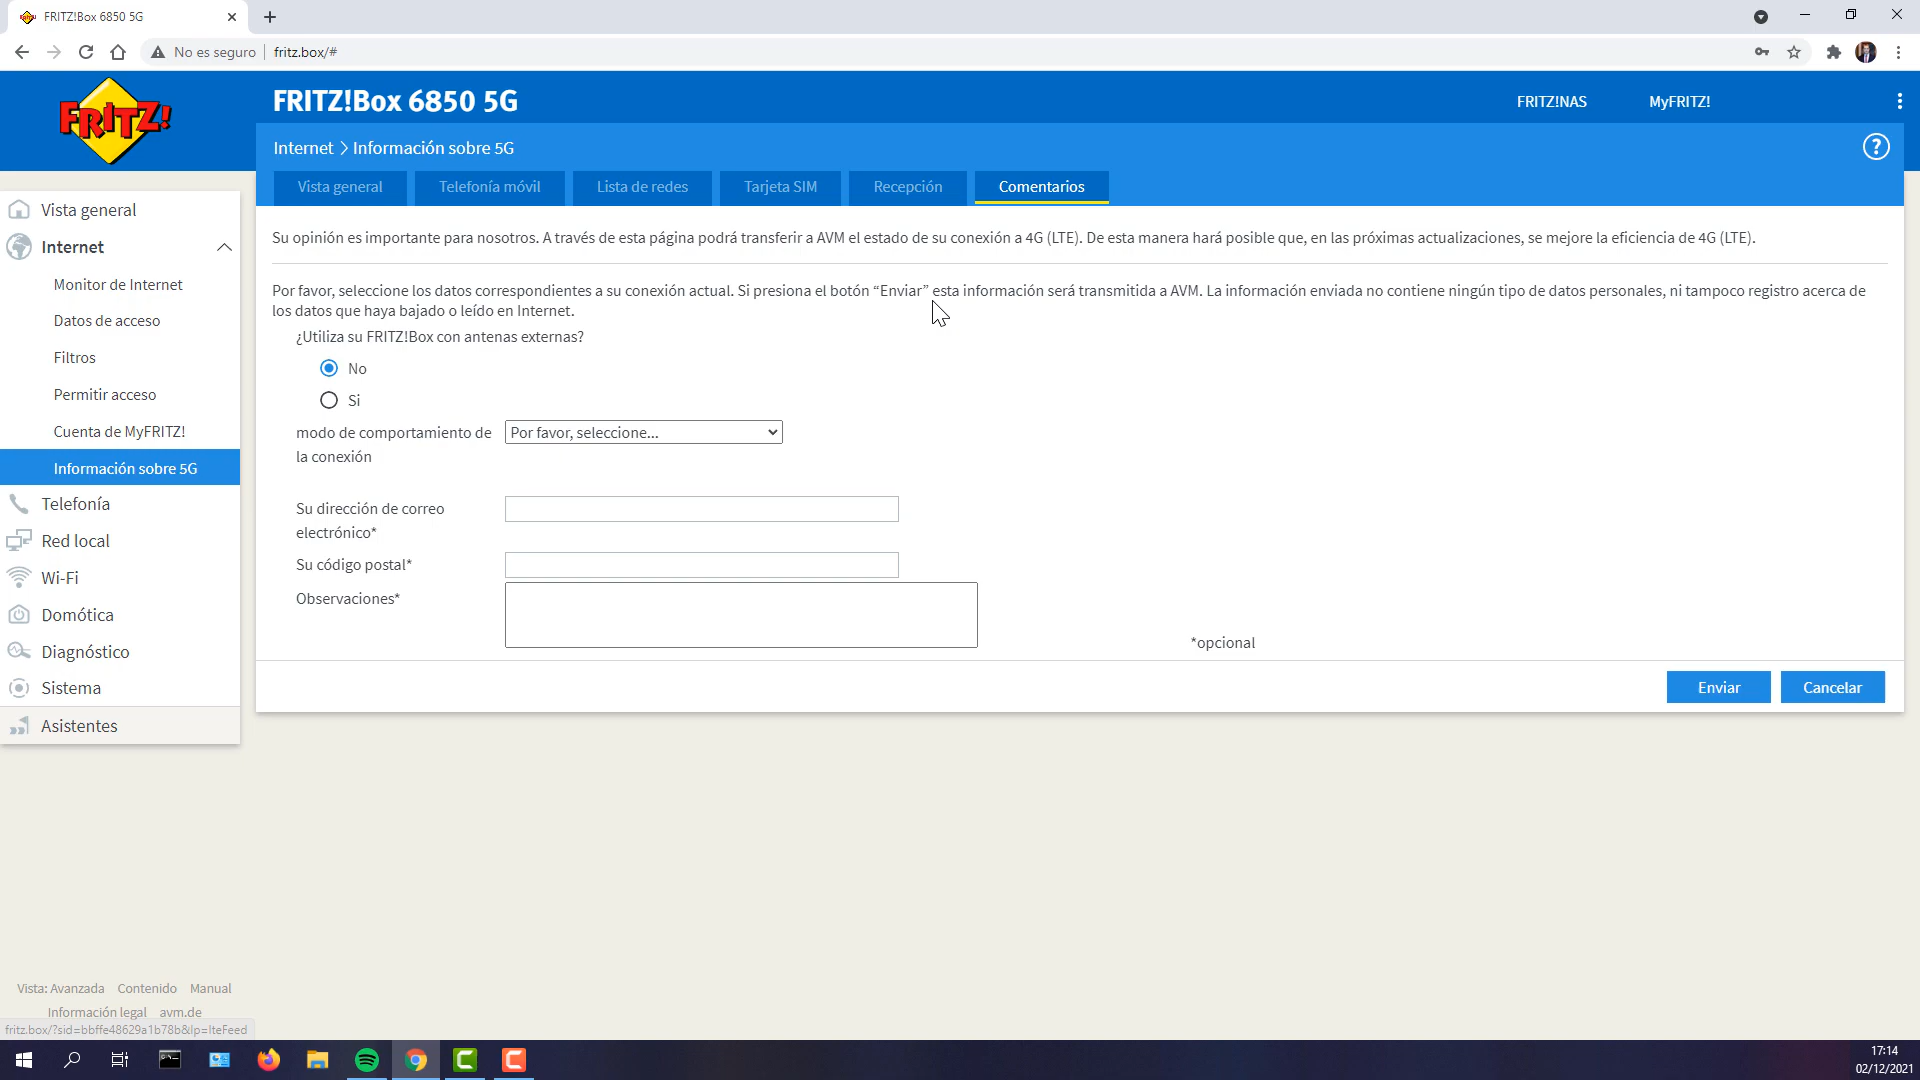 FRITZ!Box 6850 5G
No es seguro
fritz.box/#
FRITZ!
FRITZ!Box 6850 5G
FRITZ!NAS
MyFRITZ!
Internet > Información sobre 5G
Vista general
Telefonía móvil
Lista de redes
Tarjeta SIM
Recepción
Comentarios
Vista general
Internet
Monitor de Internet
Datos de acceso
Filtros
Permitir acceso
Cuenta de MyFRITZ!
Información sobre 5G
Telefonía
Red local
Wi-Fi
Domótica
Diagnóstico
Sistema
Asistentes
Su opinión es importante para nosotros. A través de esta página podrá transferir a AVM el estado de su conexión a 4G (LTE). De esta manera hará posible que, en las próximas actualizaciones, se mejore la eficiencia de 4G (LTE).
Por favor, seleccione los datos correspondientes a su conexión actual. Si presiona el botón “Enviar” esta información será transmitida a AVM. La información enviada no contiene ningún tipo de datos personales, ni tampoco registro acerca de
los datos que haya bajado o leído en Internet.
¿Utiliza su FRITZ!Box con antenas externas?
No
Si
modo de comportamiento de
la conexión
Por favor, seleccione...
Su dirección de correo
electrónico*
Su código postal*
Observaciones*
*opcional
Enviar
Cancelar
Vista: Avanzada
Contenido
Manual
Información legal
avm.de
fritz.box/?sid=bbffe48629a1b78b&lp=lteFeed
17:14
02/12/2021